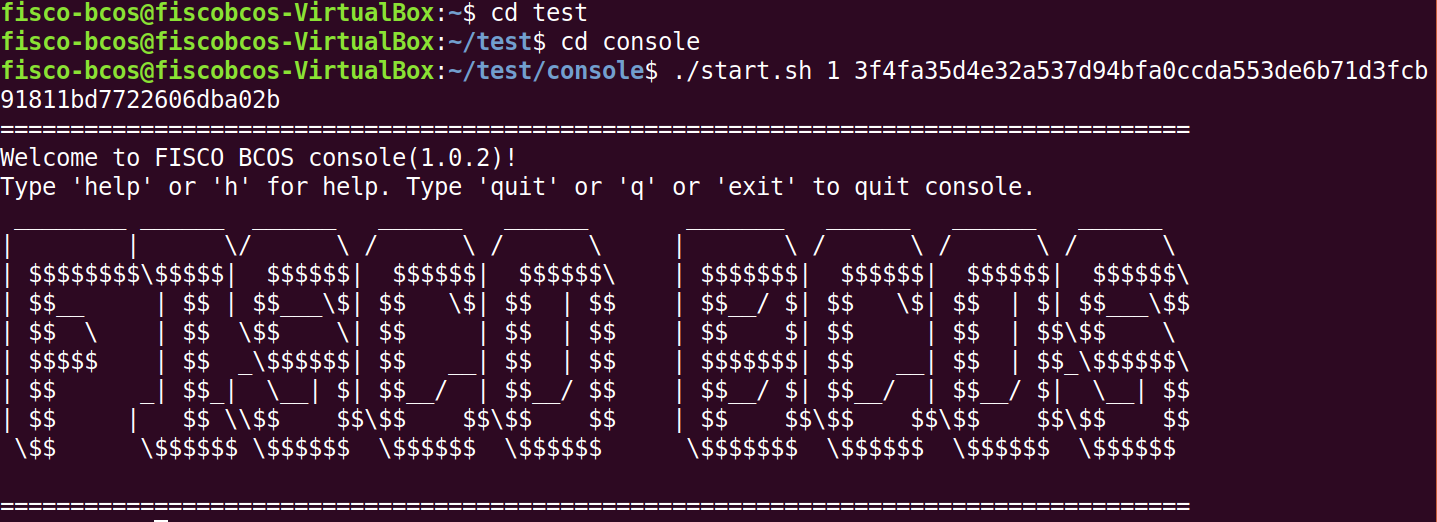 fisco-bcos@fiscobcos-VirtualBox:~$ cd test
fisco-bcos@fiscobcos-VirtualBox:~/test$ cd console
fisco-bcos@fiscobcos-VirtualBox:~/test/console$ ./start.sh 1 3f4fa35d4e32a537d94bfa0ccda553de6b71d3fcb
91811bd7722606dba02b
=====================================================================================
Welcome to FISCO BCOS console(1.0.2)!
Type 'help' or 'h' for help. Type 'quit' or 'q' or 'exit' to quit console.
 ________ ______  ______   ______   ______       _______   ______   ______   ______
|        |      \/      \ /      \ /      \     |       \ /      \ /      \ /      \
| $$$$$$$$\$$$$$|  $$$$$$|  $$$$$$|  $$$$$$\    | $$$$$$$|  $$$$$$|  $$$$$$|  $$$$$$\
| $$__     | $$ | $$___\$| $$   \$| $$  | $$    | $$__/ $| $$   \$| $$  | $| $$___\$$
| $$  \    | $$  \$$    \| $$     | $$  | $$    | $$    $| $$     | $$  | $$\$$    \
| $$$$$    | $$  _\$$$$$$| $$   __| $$  | $$    | $$$$$$$| $$   __| $$  | $$_\$$$$$$\
| $$      _| $$_|  \__| $| $$__/  | $$__/ $$    | $$__/ $| $$__/  | $$__/ $|  \__| $$
| $$     |   $$ \\$$    $$\$$    $$\$$    $$    | $$    $$\$$    $$\$$    $$\$$    $$
 \$$      \$$$$$$ \$$$$$$  \$$$$$$  \$$$$$$      \$$$$$$$  \$$$$$$  \$$$$$$  \$$$$$$
=====================================================================================